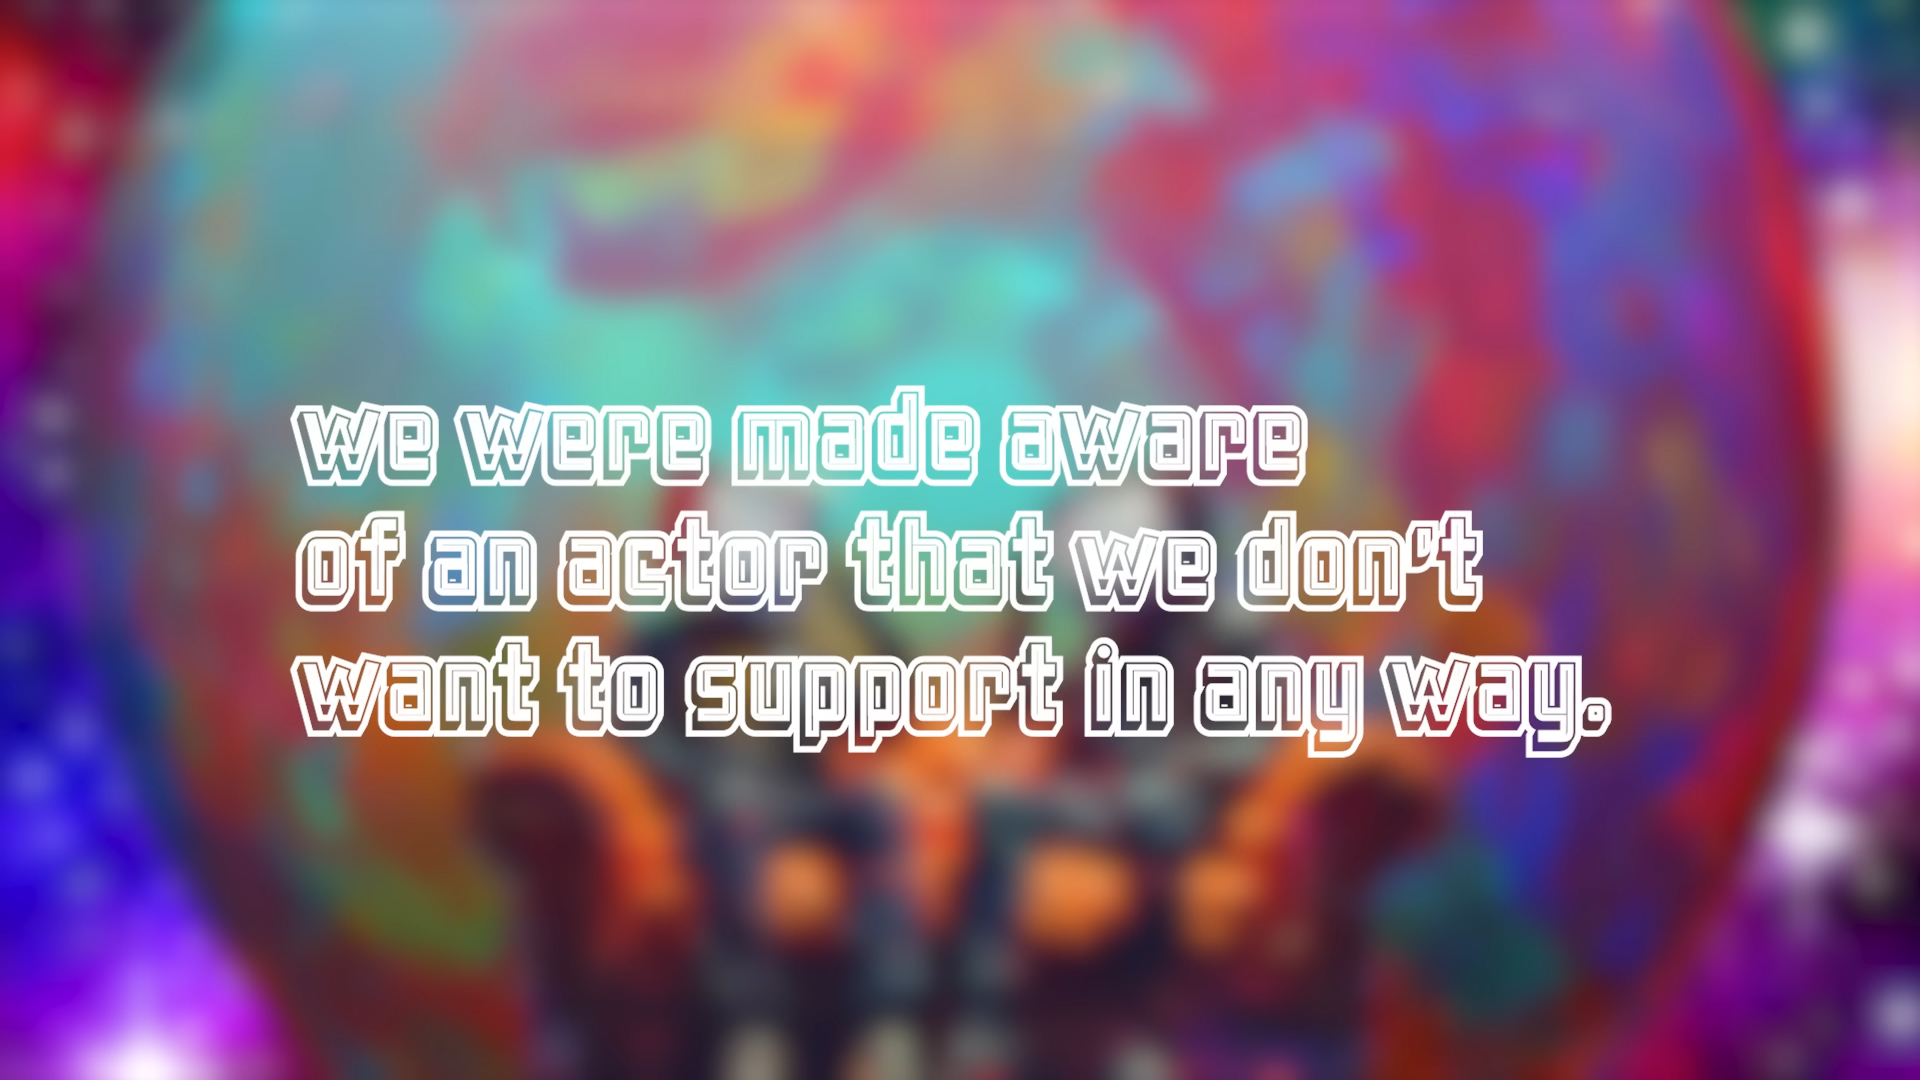 we were made aware
of an actor that we don't
want to support in any way.